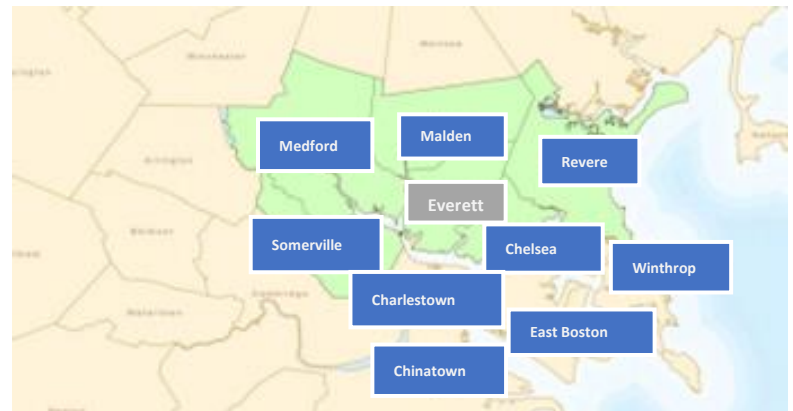 Medford
Malden
Revere
Everett
Somerville
Chelsea
Winthrop
Charlestown
East Boston
Chinatown